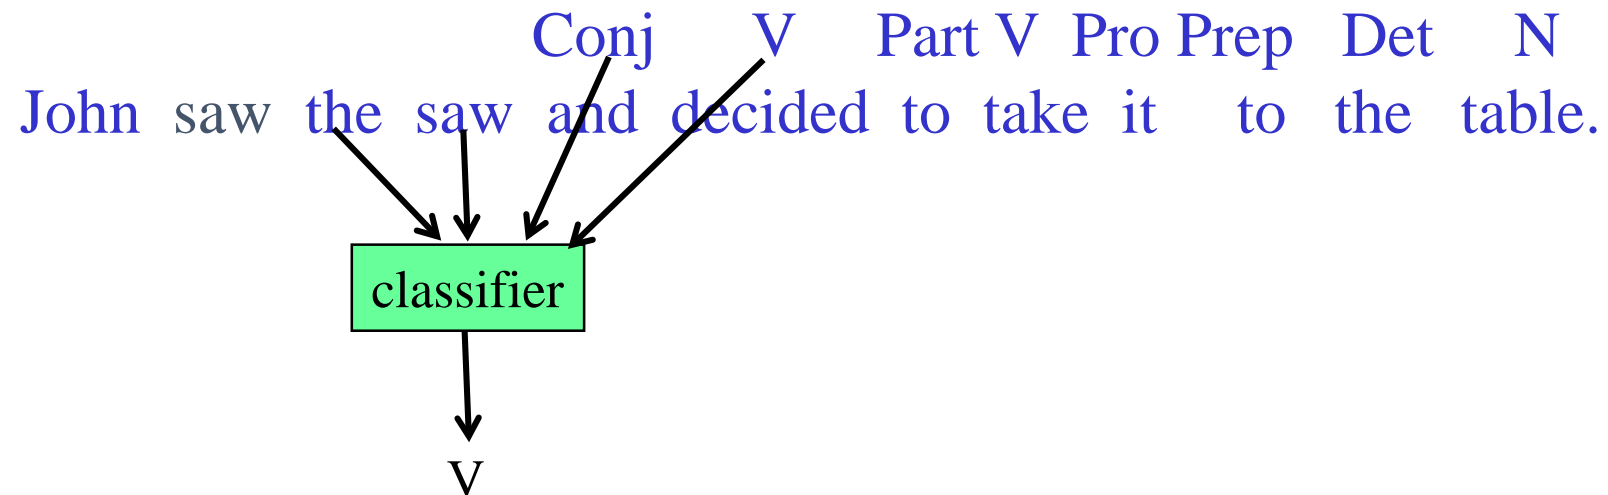 Conj V Part V Pro Prep Det N
John saw the saw and decided to take it to the table.
classifier
V